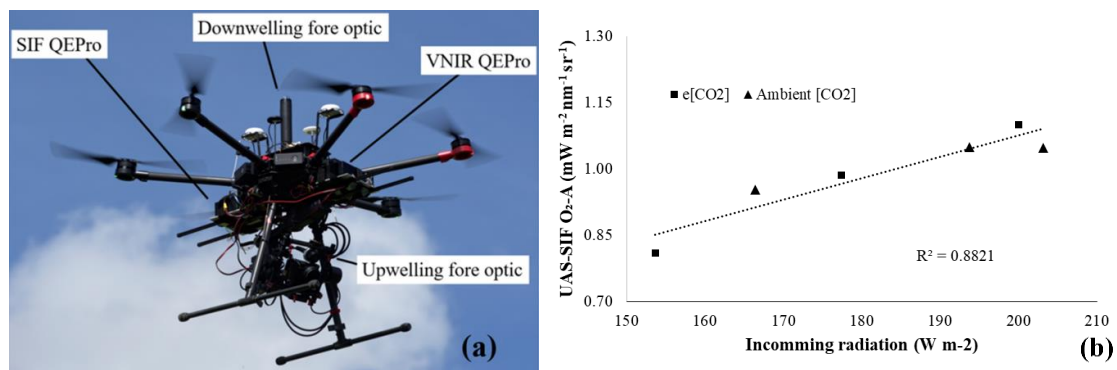 Downwelling fore optic
SIF QEPro
VNIR QEPro
Upwelling fore optic
(a)
UAS-SIF O₂-A (mW m⁻² nm⁻¹ sr⁻¹)
1.30
1.15
1.00
0.85
0.70
■ e[CO2] ▲ Ambient [CO2]
R² = 0.8821
150 160 170 180 190 200 210
Incomming radiation (W m-2)
(b)